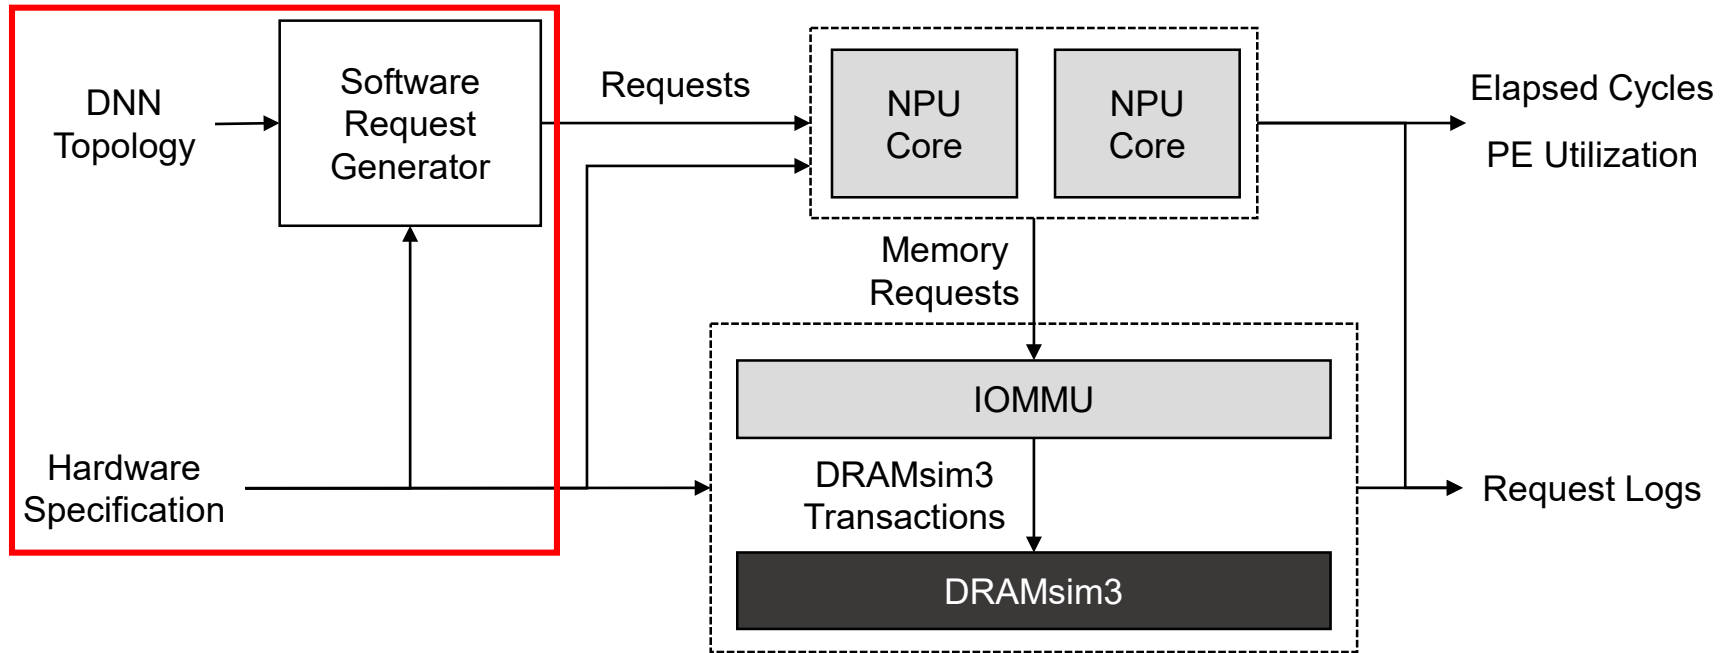 DNN
Topology
Software
Request
Generator
Requests
NPU
Core
NPU
Core
Elapsed Cycles
PE Utilization
Memory
Requests
IOMMU
Hardware
Specification
DRAMsim3
Transactions
Request Logs
DRAMsim3